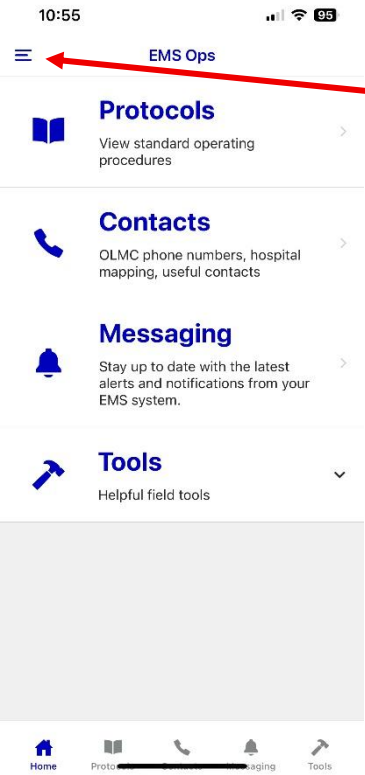 10:55
95
EMS Ops
Protocols
View standard operating
procedures
Contacts
OLMC phone numbers, hospital
mapping, useful contacts
Messaging
Stay up to date with the latest
alerts and notifications from your
EMS system.
Tools
Helpful field tools
Home
Tools